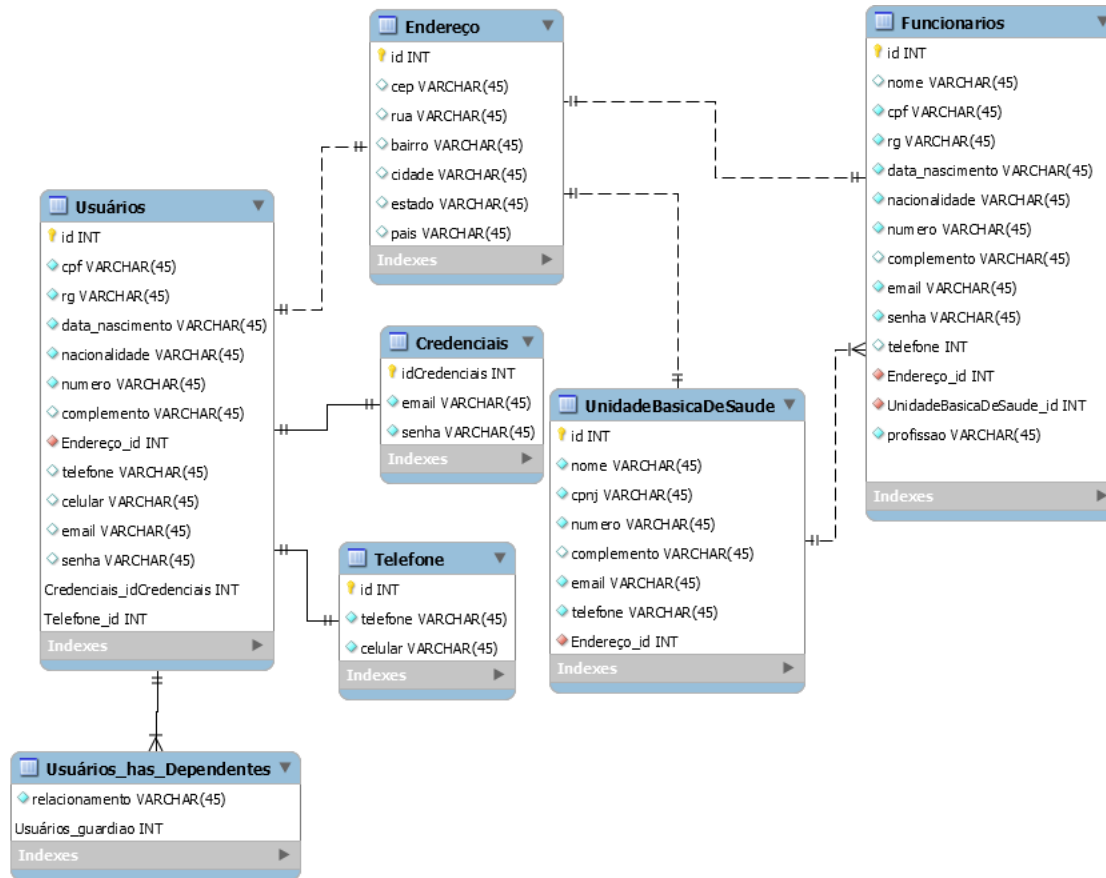 Endereço
id INT
cep VARCHAR(45)
rua VARCHAR(45)
bairro VARCHAR(45)
cidade VARCHAR(45)
estado VARCHAR(45)
pais VARCHAR(45)
Indexes
Funcionarios
id INT
nome VARCHAR(45)
cpf VARCHAR(45)
rg VARCHAR(45)
data_nascimento VARCHAR(45)
nacionalidade VARCHAR(45)
numero VARCHAR(45)
complemento VARCHAR(45)
email VARCHAR(45)
senha VARCHAR(45)
telefone INT
Endereço_id INT
UnidadeBasicaDeSaude_id INT
profissao VARCHAR(45)
Indexes
Usuários
id INT
cpf VARCHAR(45)
rg VARCHAR(45)
data_nascimento VARCHAR(45)
nacionalidade VARCHAR(45)
numero VARCHAR(45)
complemento VARCHAR(45)
Endereço_id INT
telefone VARCHAR(45)
celular VARCHAR(45)
email VARCHAR(45)
senha VARCHAR(45)
Credenciais_idCredenciais INT
Telefone_id INT
Indexes
Credenciais
idCredenciais INT
email VARCHAR(45)
senha VARCHAR(45)
Indexes
UnidadeBasicaDeSaude
id INT
nome VARCHAR(45)
cpnj VARCHAR(45)
numero VARCHAR(45)
complemento VARCHAR(45)
email VARCHAR(45)
telefone VARCHAR(45)
Endereço_id INT
Indexes
Telefone
id INT
telefone VARCHAR(45)
celular VARCHAR(45)
Indexes
Usuários_has_Dependentes
relacionamento VARCHAR(45)
Usuários_guardiao INT
Indexes